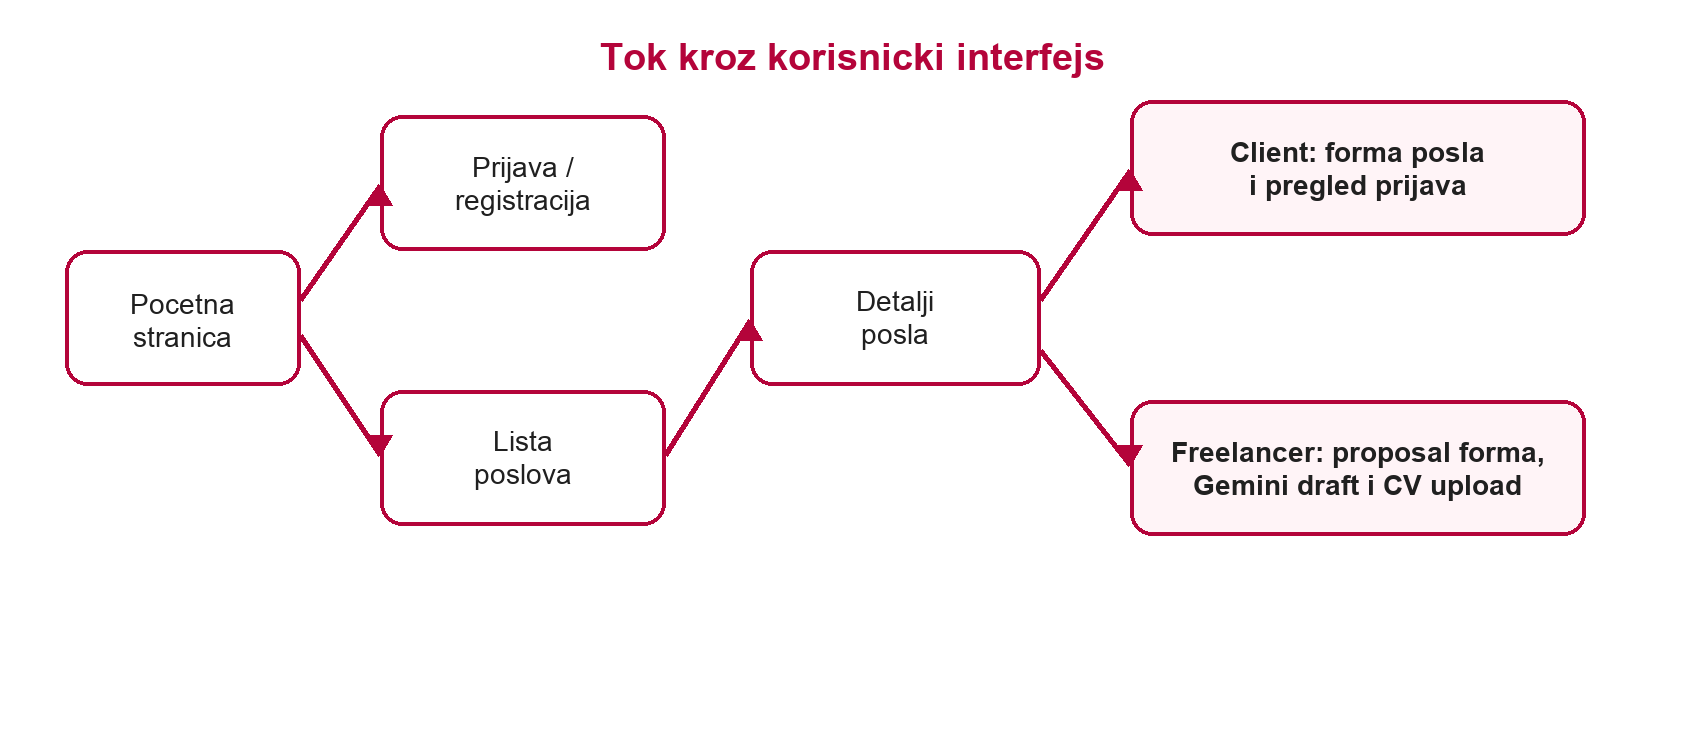 Tok kroz korisnicki interfejs
Prijava /
registracija
Client: forma posla
i pregled prijava
Pocetna
stranica
Detalji
posla
Lista
poslova
Freelancer: proposal forma,
Gemini draft i CV upload